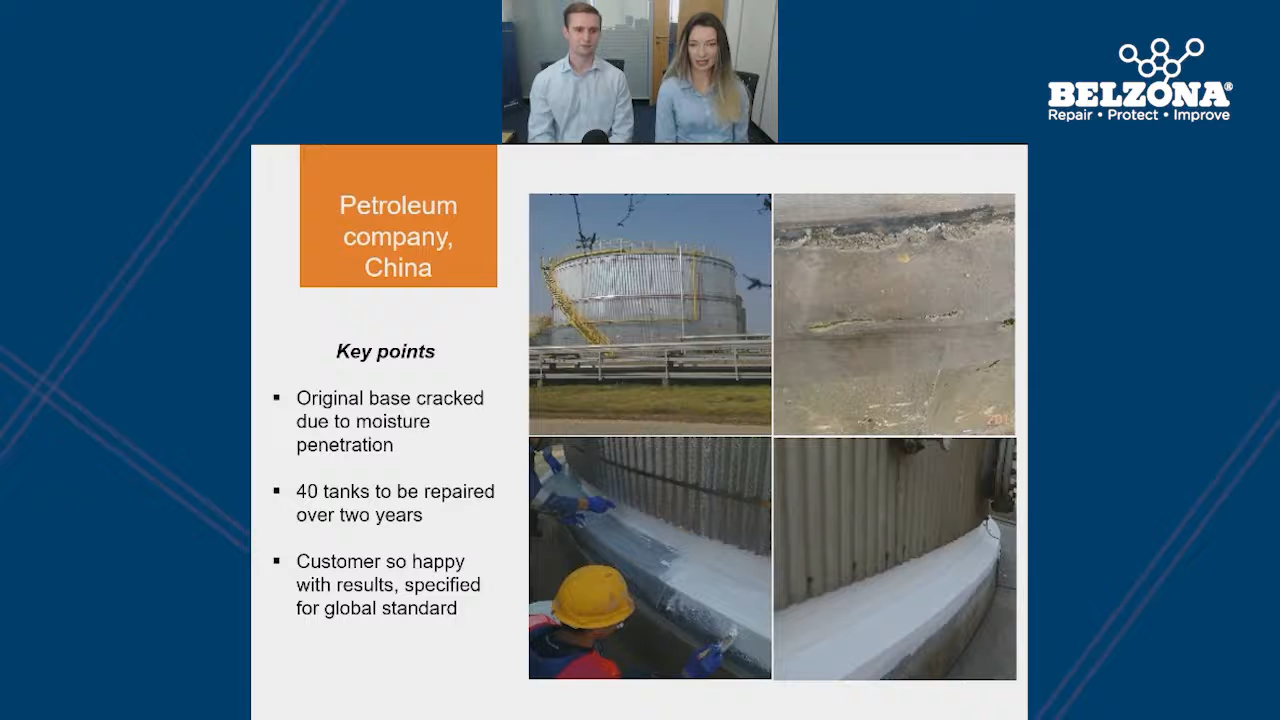 BELZONA®
Repair • Protect • Improve
Petroleum
company,
China
Key points
▪ Original base cracked
due to moisture
penetration
▪ 40 tanks to be repaired
over two years
▪ Customer so happy
with results, specified
for global standard